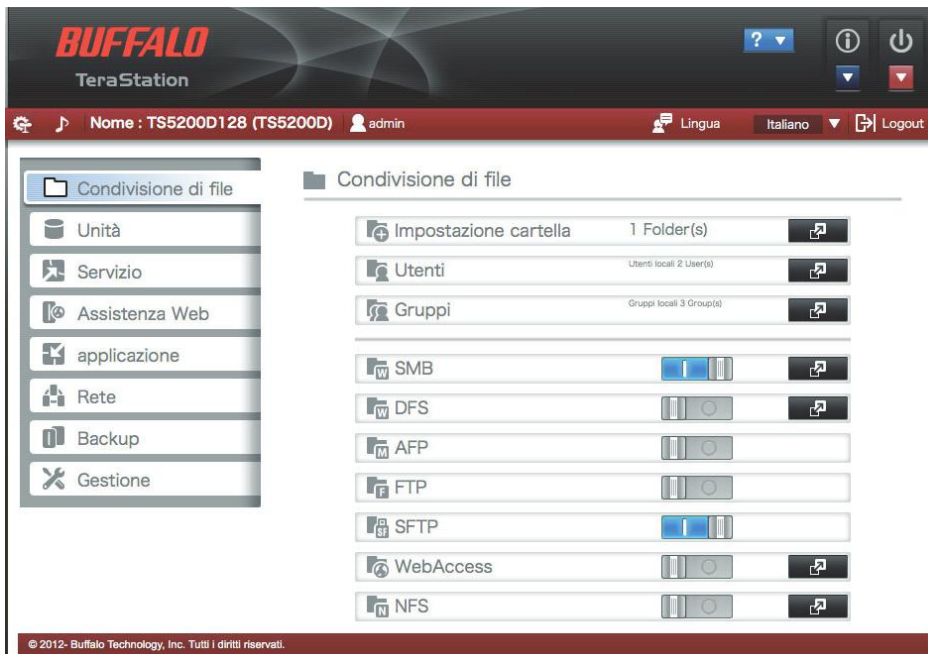 BUFFALO
TeraStation
?
Nome : TS5200D128 (TS5200D) admin Lingua Italiano Logout
Condivisione di file
Unità
Servizio
Assistenza Web
applicazione
Rete
Backup
Gestione
Condivisione di file
Impostazione cartella 1 Folder(s)
Utenti Utenti locali 2 User(s)
Gruppi Gruppi locali 3 Group(s)
W SMB
W DFS
M AFP
F FTP
SF SFTP
WebAccess
N NFS
© 2012- Buffalo Technology, Inc. Tutti i diritti riservati.